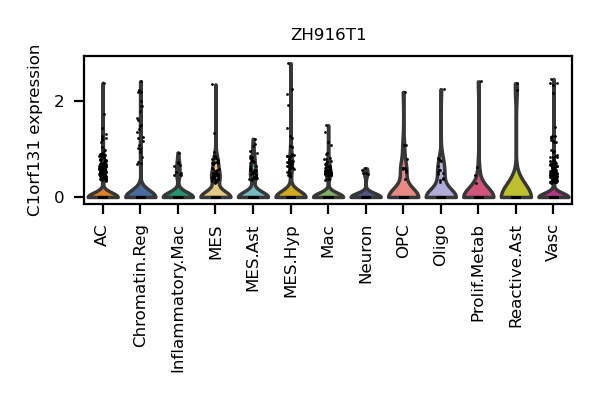 ZH916T1
C1orf131 expression
2
0
AC
Chromatin.Reg
Inflammatory.Mac
MES
MES.Ast
MES.Hyp
Mac
Neuron
OPC
Oligo
Prolif.Metab
Reactive.Ast
Vasc